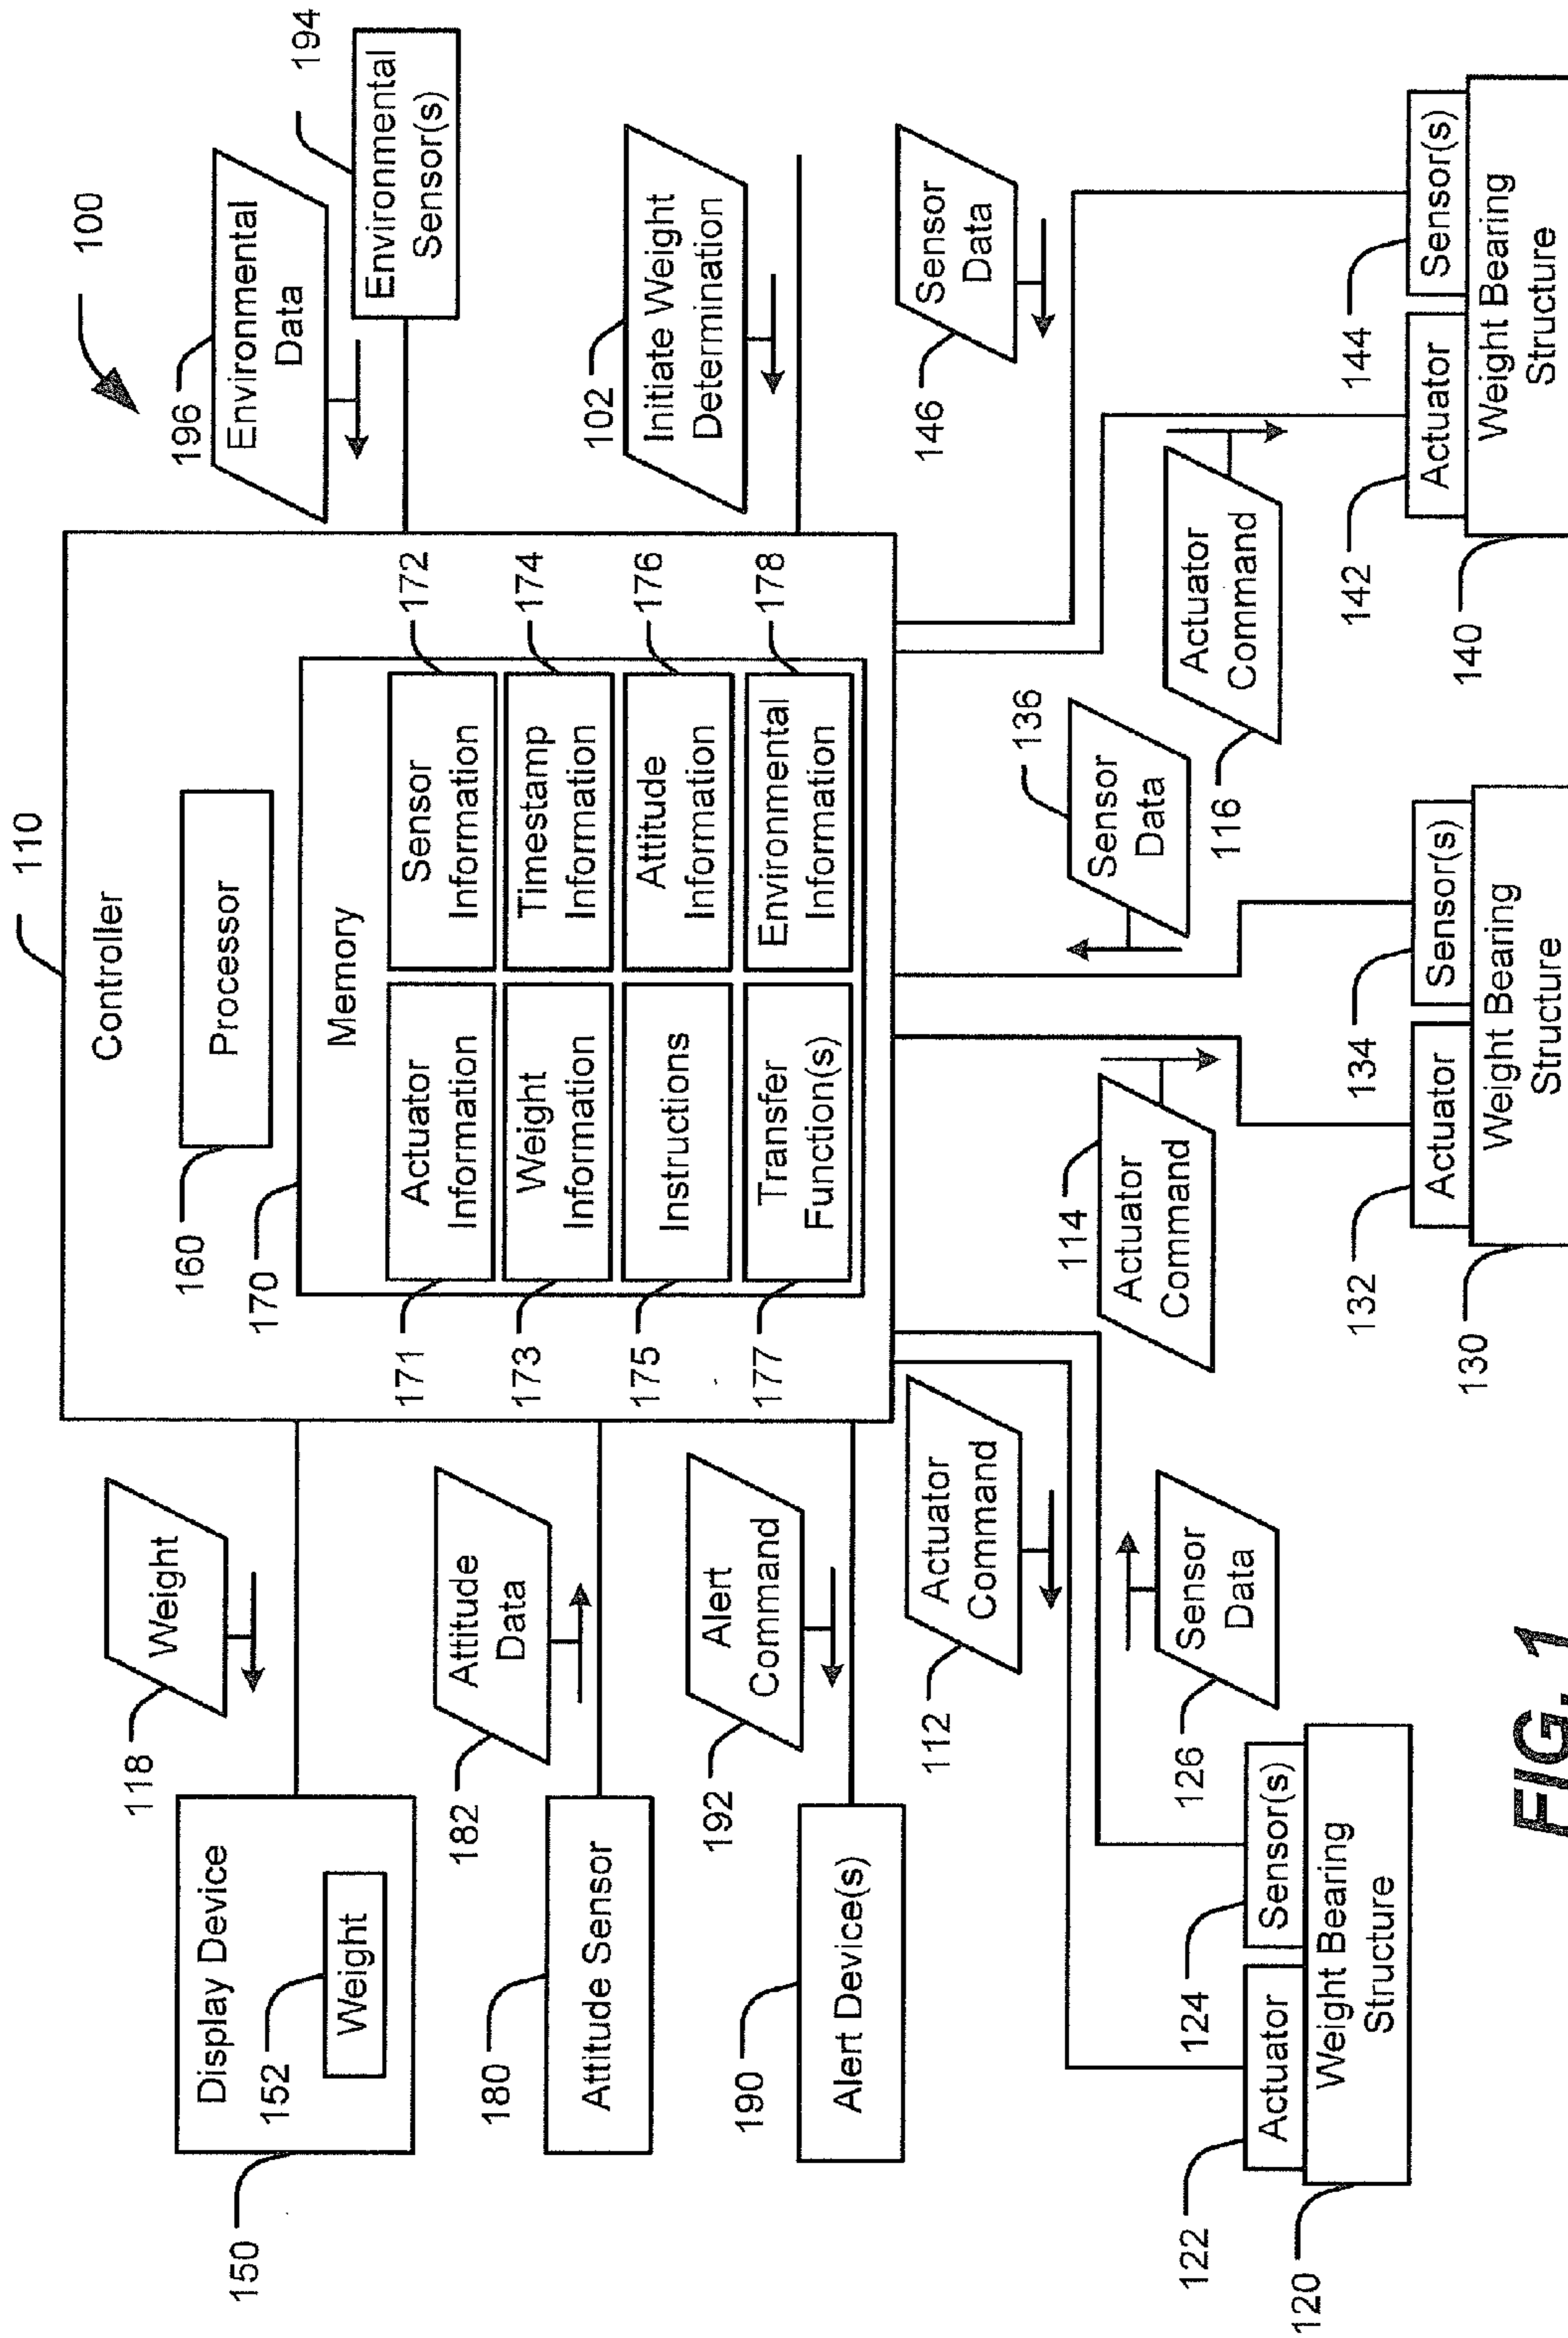 100
110
Controller
160
Processor
170
Memory
171
Actuator
Information
172
Sensor
Information
173
Weight
Information
174
Timestamp
Information
175
Instructions
176
Attitude
Information
177
Transfer
Function(s)
178
Environmental
Information
118
Weight
150
Display Device
152
Weight
182
Attitude
Data
180
Attitude Sensor
192
Alert
Command
190
Alert Device(s)
196
Environmental
Data
194
Environmental
Sensor(s)
102
Initiate Weight
Determination
112
Actuator
Command
126
Sensor
Data
122
Actuator
124
Sensor(s)
120
Weight Bearing
Structure
114
Actuator
Command
136
Sensor
Data
132
Actuator
134
Sensor(s)
130
Weight Bearing
Structure
116
Actuator
Command
146
Sensor
Data
142
Actuator
144
Sensor(s)
140
Weight Bearing
Structure
FIG. 1